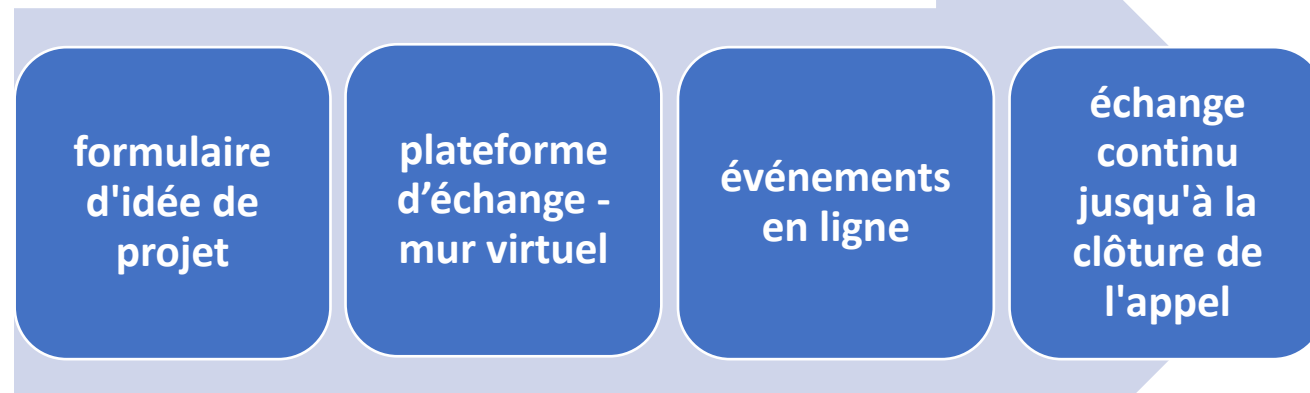 formulaire
d'idée de
projet
plateforme
d’échange -
mur virtuel
événements
en ligne
échange
continu
jusqu'à la
clôture de
l'appel